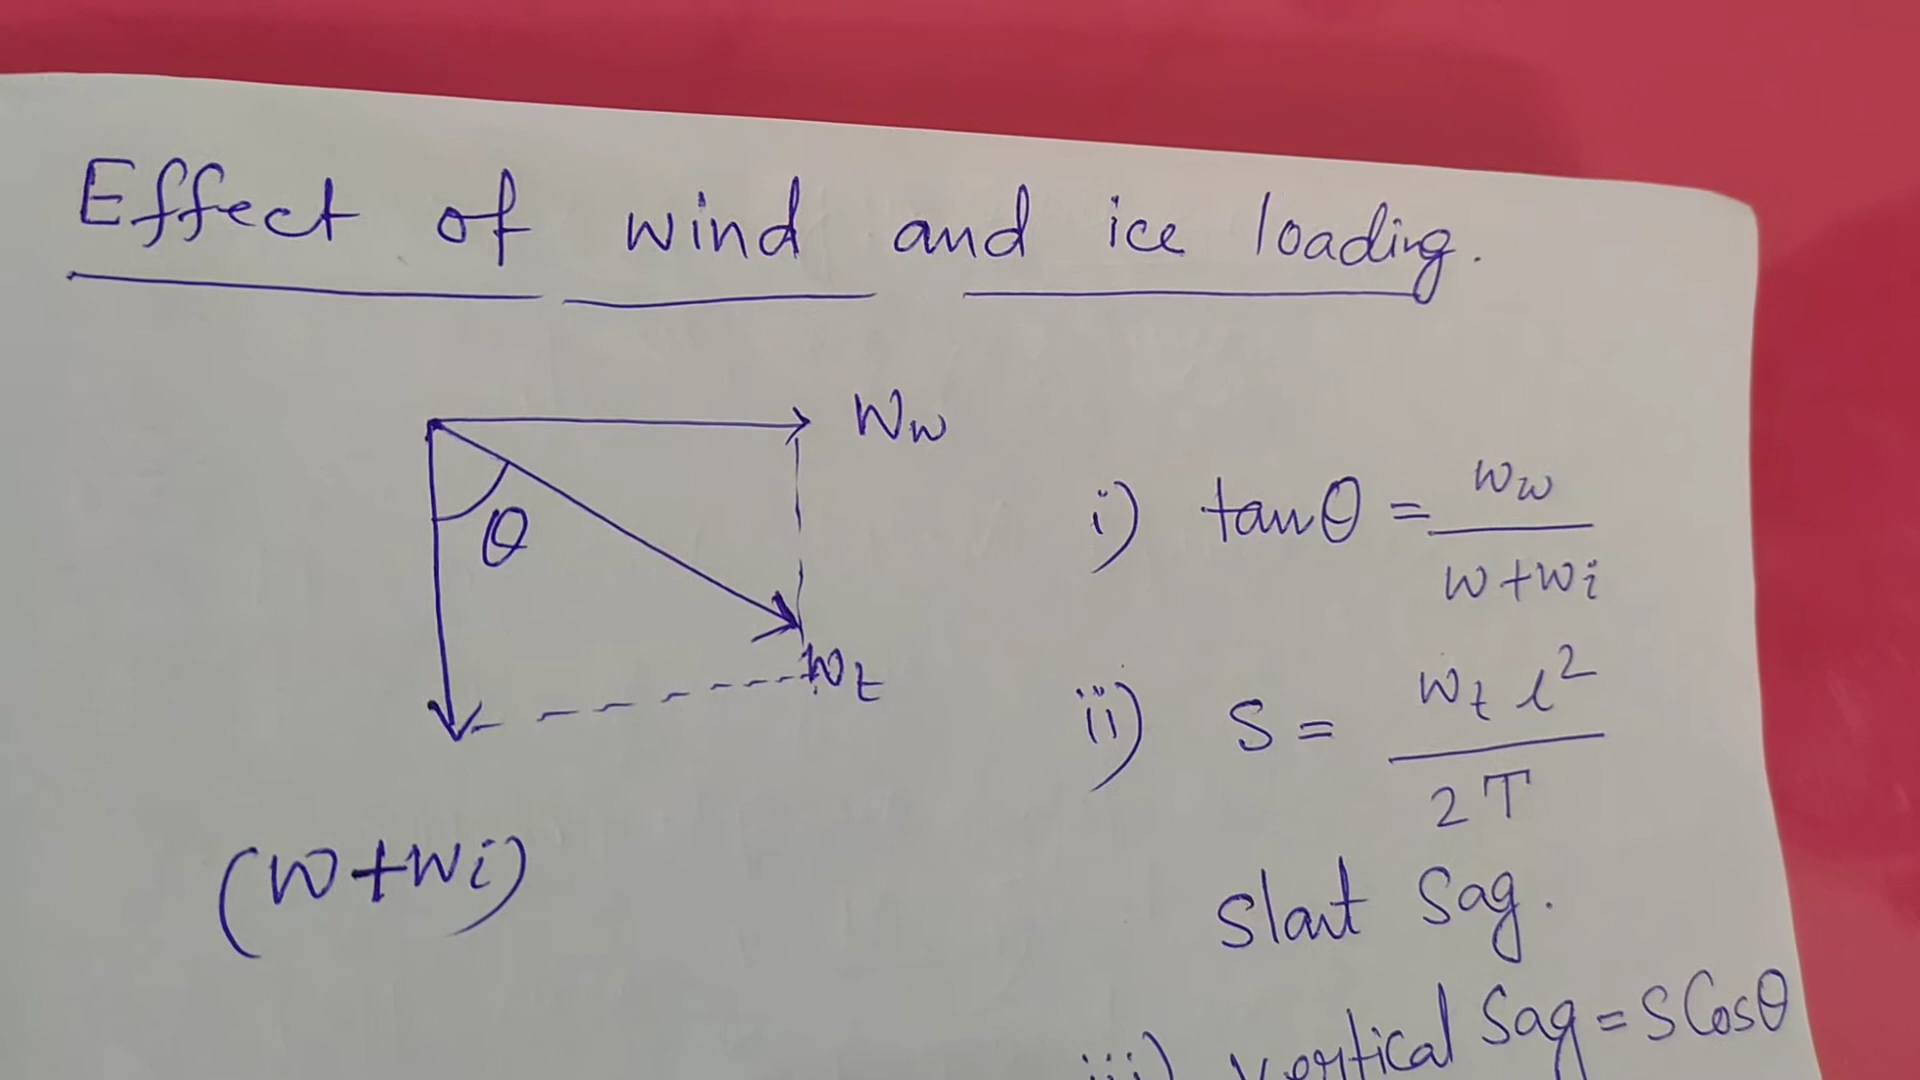 Effect of wind and ice loading.
Ww
θ
i) tanθ = Ww / W+Wi
Wt
ii) S = Wt l² / 2T
(W+Wi)
Slant Sag.
iii) vertical Sag = S Cosθ